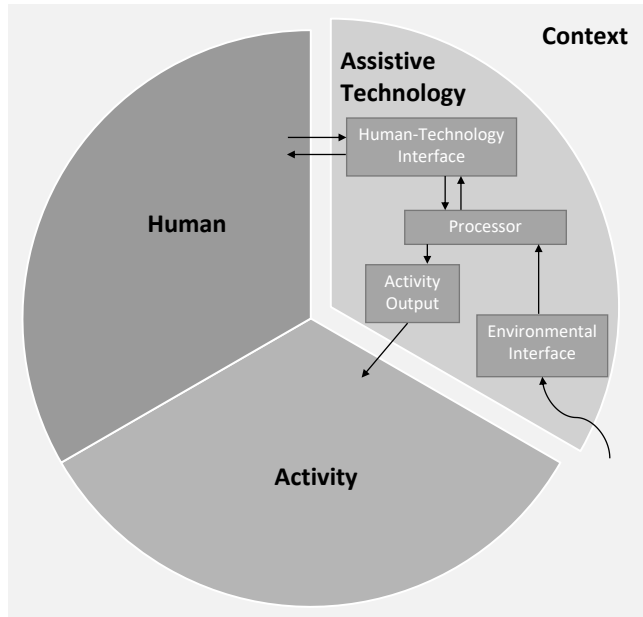 Context
Assistive
Technology
Human-Technology
Interface
Human
Processor
Activity
Output
Environmental
Interface
Activity